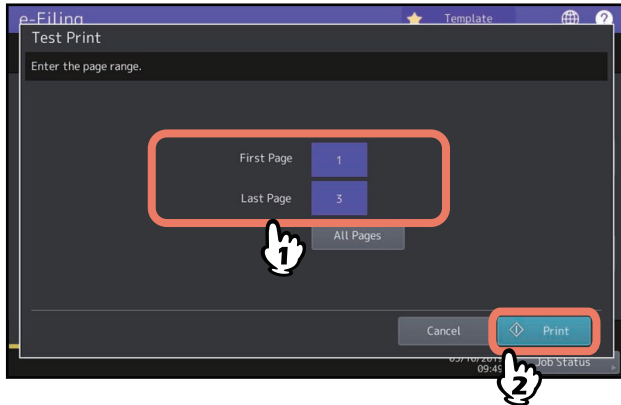 e-Filing
Template
?
Test Print
Enter the page range.
First Page 1
Last Page 3
1
All Pages
Cancel
Print
Job Status
09:49
2